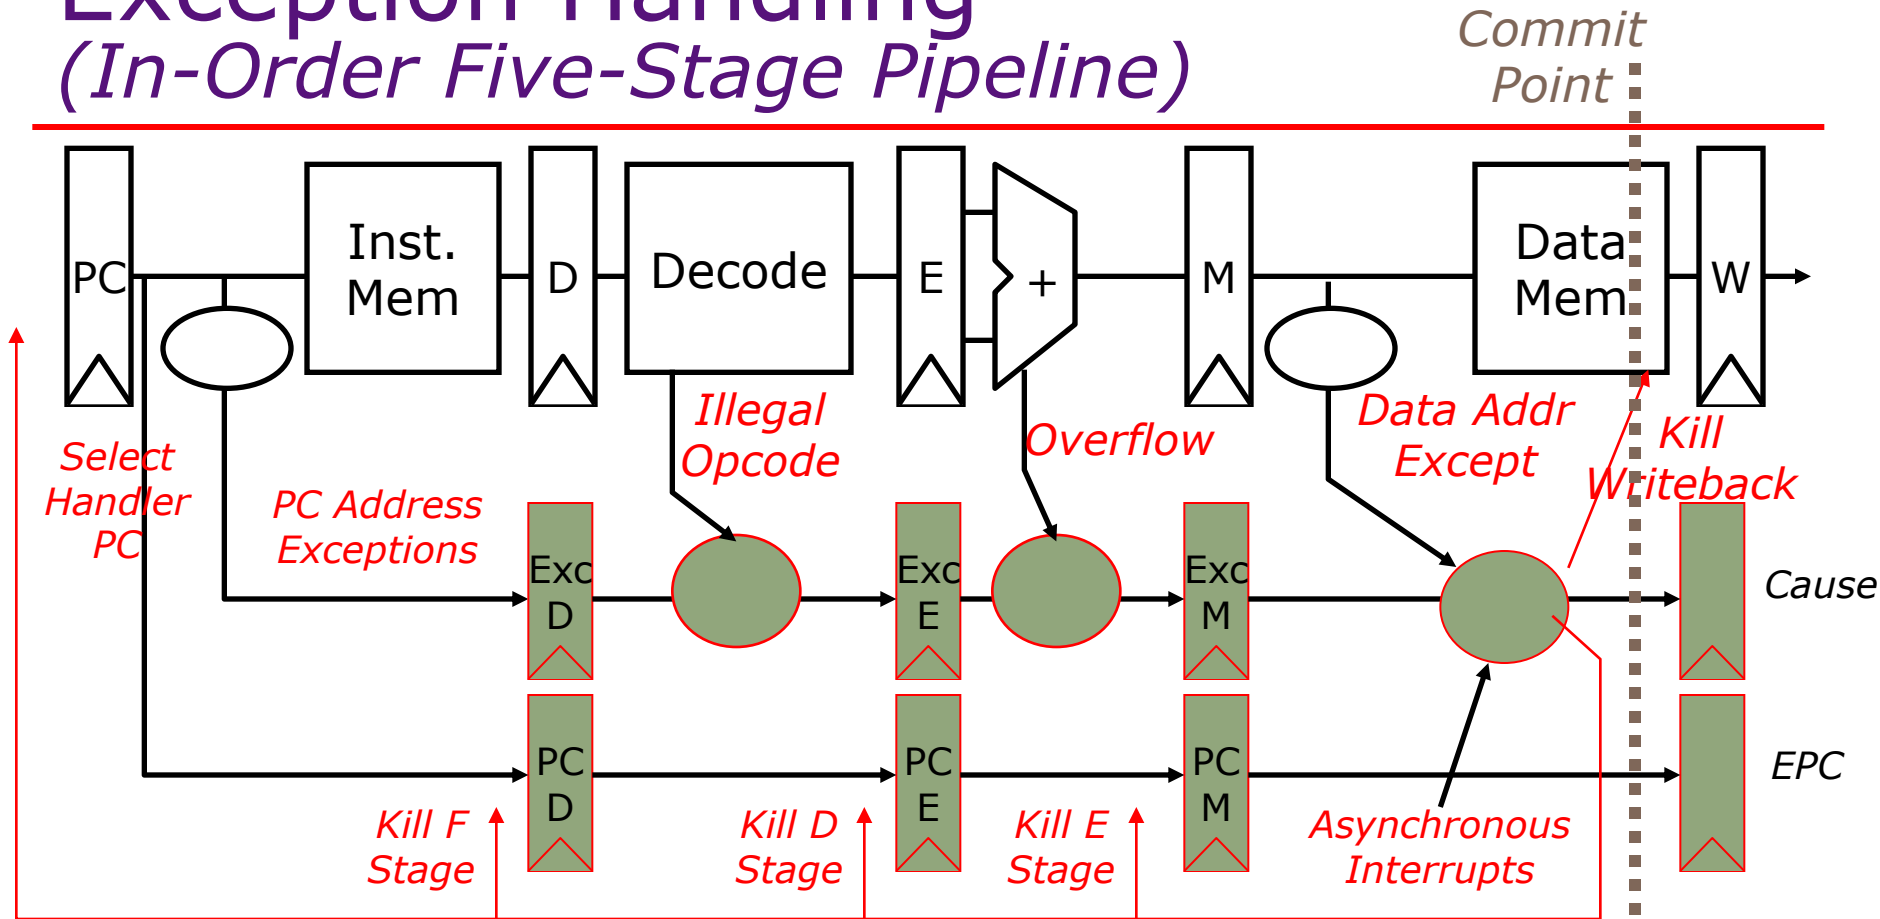 Exception Handling
(In-Order Five-Stage Pipeline)
Commit
Point
PC
Inst.
Mem
D
Decode
E
+
M
Data
Mem
W
Illegal
Opcode
Overflow
Data Addr
Except
Kill
Writeback
Select
Handler
PC
PC Address
Exceptions
Exc
D
Exc
E
Exc
M
Cause
PC
D
PC
E
PC
M
EPC
Kill F
Stage
Kill D
Stage
Kill E
Stage
Asynchronous
Interrupts